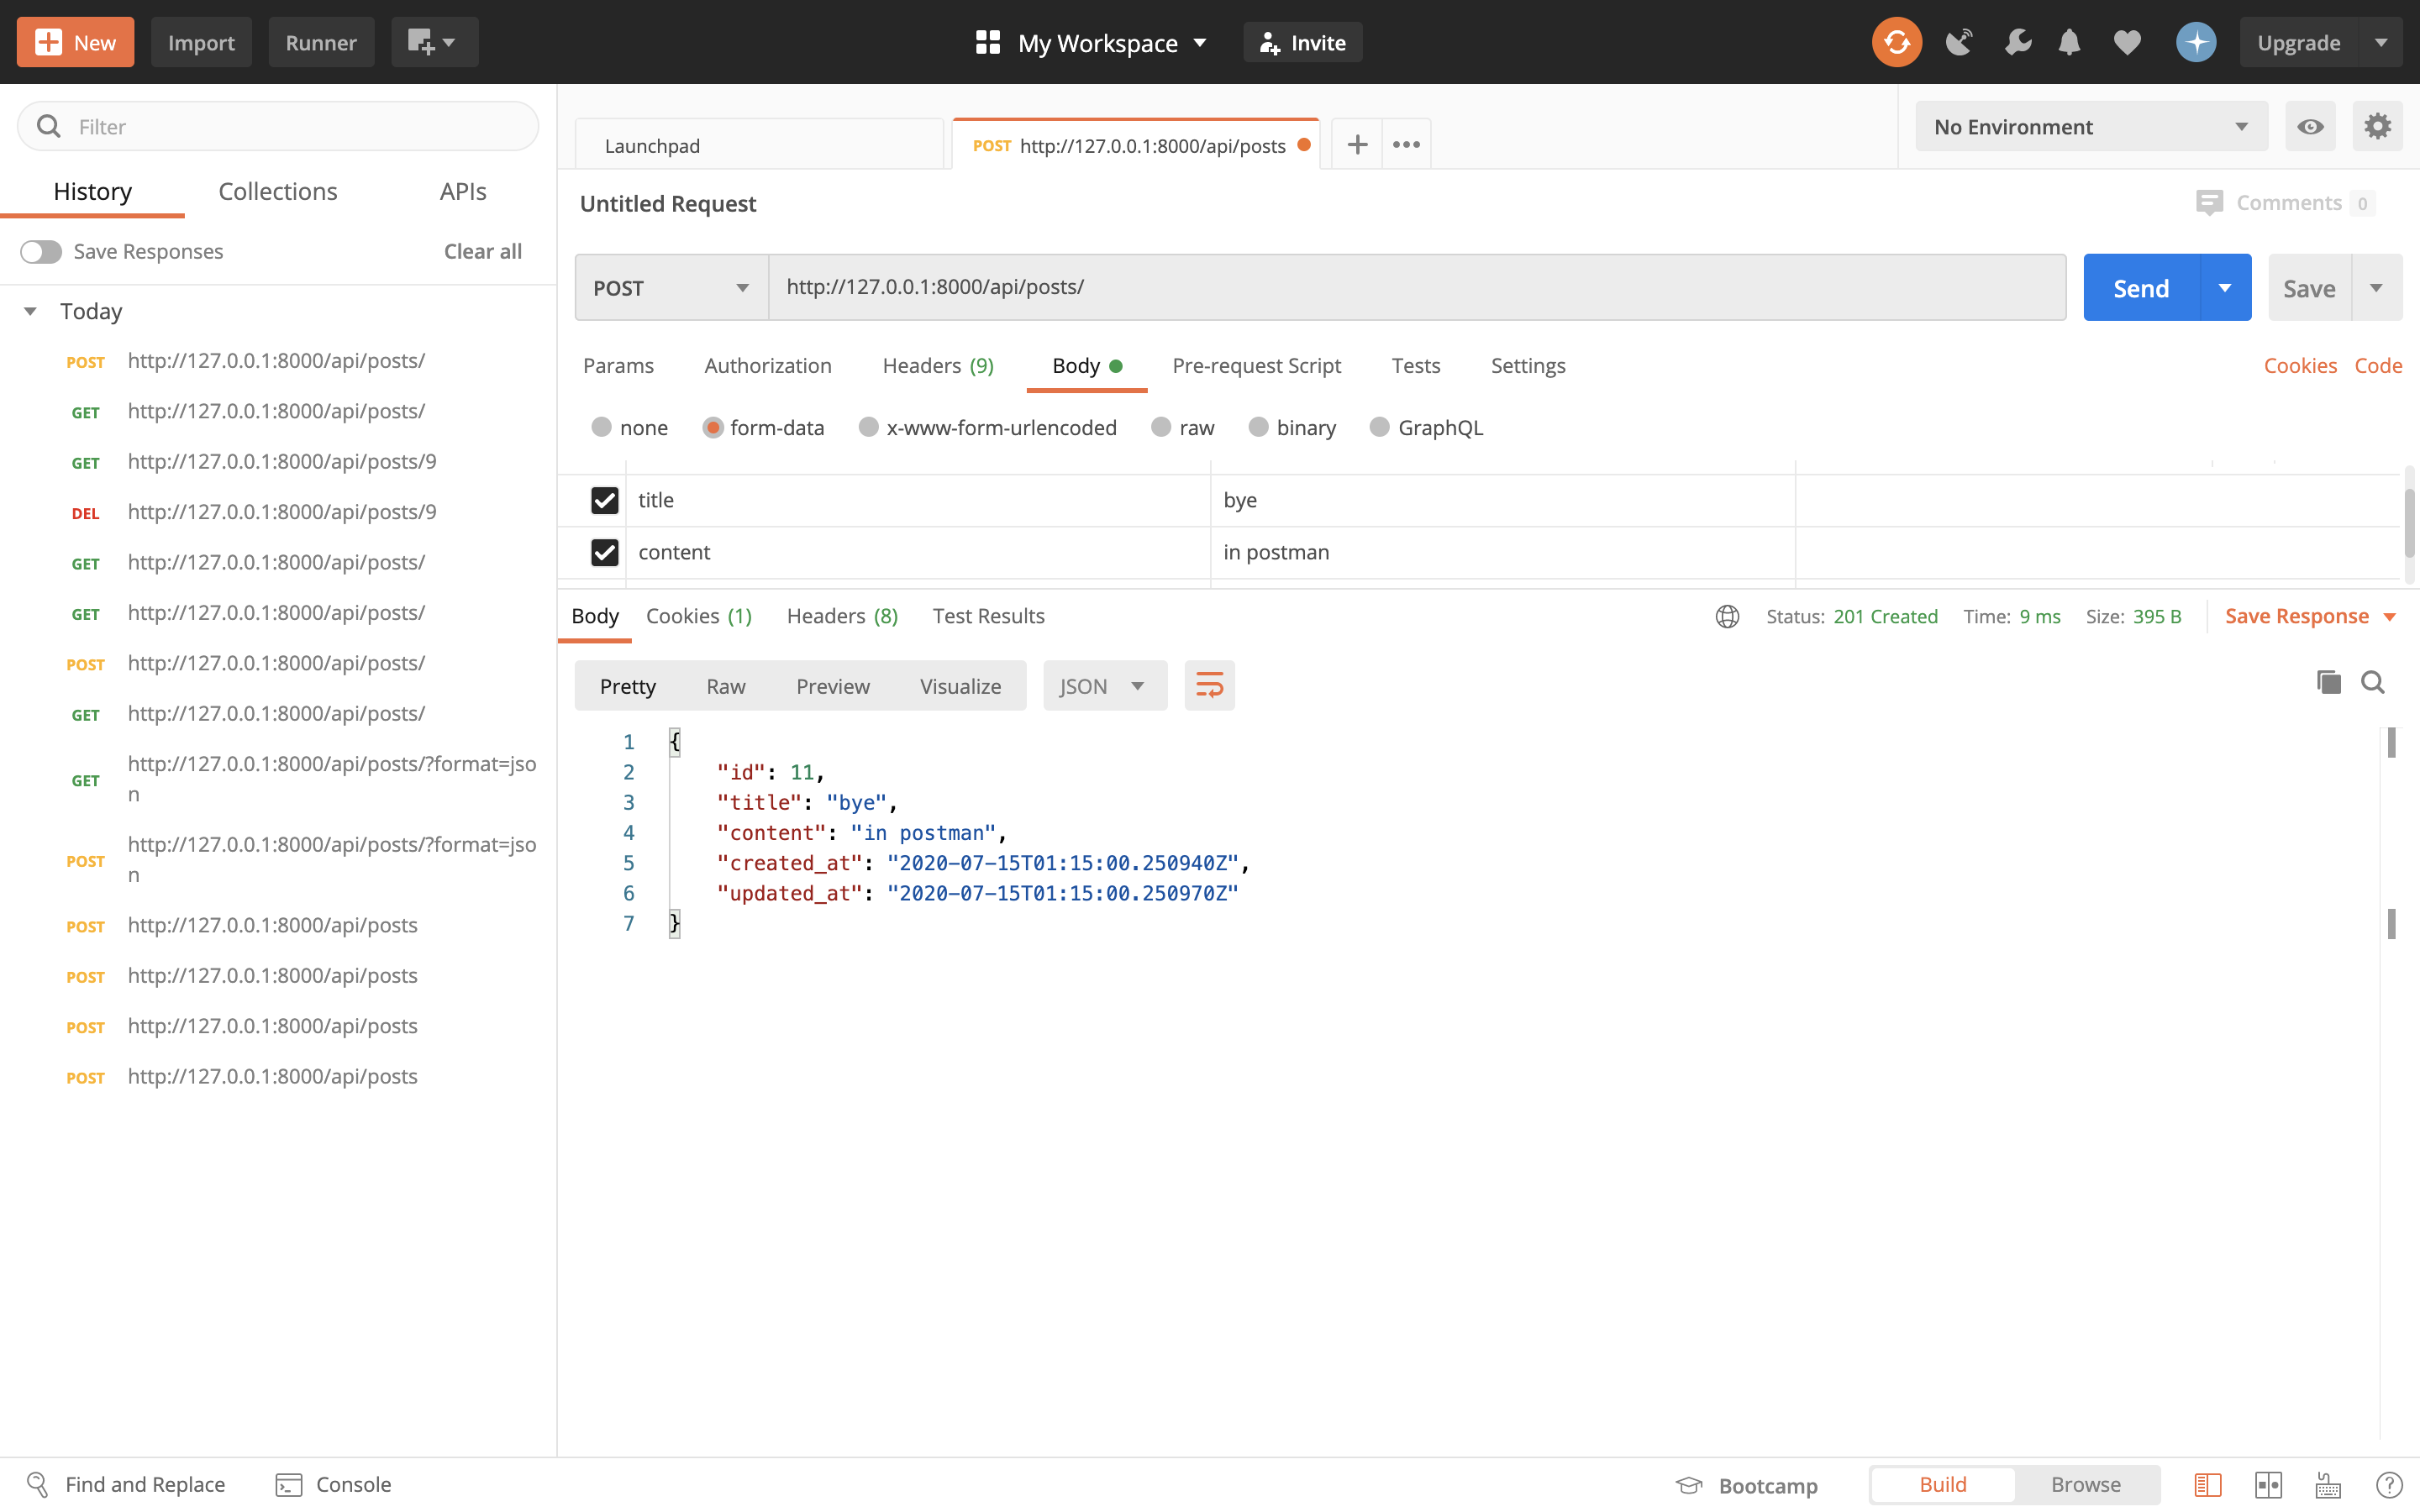 New
Import
Runner
My Workspace
Invite
Upgrade
Filter
History
Collections
APIs
Save Responses
Clear all
Today
POST http://127.0.0.1:8000/api/posts/
GET http://127.0.0.1:8000/api/posts/
GET http://127.0.0.1:8000/api/posts/9
DEL http://127.0.0.1:8000/api/posts/9
GET http://127.0.0.1:8000/api/posts/
GET http://127.0.0.1:8000/api/posts/
POST http://127.0.0.1:8000/api/posts/
GET http://127.0.0.1:8000/api/posts/
GET http://127.0.0.1:8000/api/posts/?format=jso
n
POST http://127.0.0.1:8000/api/posts/?format=jso
n
POST http://127.0.0.1:8000/api/posts
POST http://127.0.0.1:8000/api/posts
POST http://127.0.0.1:8000/api/posts
POST http://127.0.0.1:8000/api/posts
Launchpad
POST http://127.0.0.1:8000/api/posts
No Environment
Untitled Request
Comments 0
POST
http://127.0.0.1:8000/api/posts/
Send
Save
Params
Authorization
Headers (9)
Body
Pre-request Script
Tests
Settings
Cookies
Code
none
form-data
x-www-form-urlencoded
raw
binary
GraphQL
title bye
content in postman
Body
Cookies (1)
Headers (8)
Test Results
Status: 201 Created
Time: 9 ms
Size: 395 B
Save Response
Pretty
Raw
Preview
Visualize
JSON
1 {
2 "id": 11,
3 "title": "bye",
4 "content": "in postman",
5 "created_at": "2020-07-15T01:15:00.250940Z",
6 "updated_at": "2020-07-15T01:15:00.250970Z"
7 }
Find and Replace
Console
Bootcamp
Build
Browse